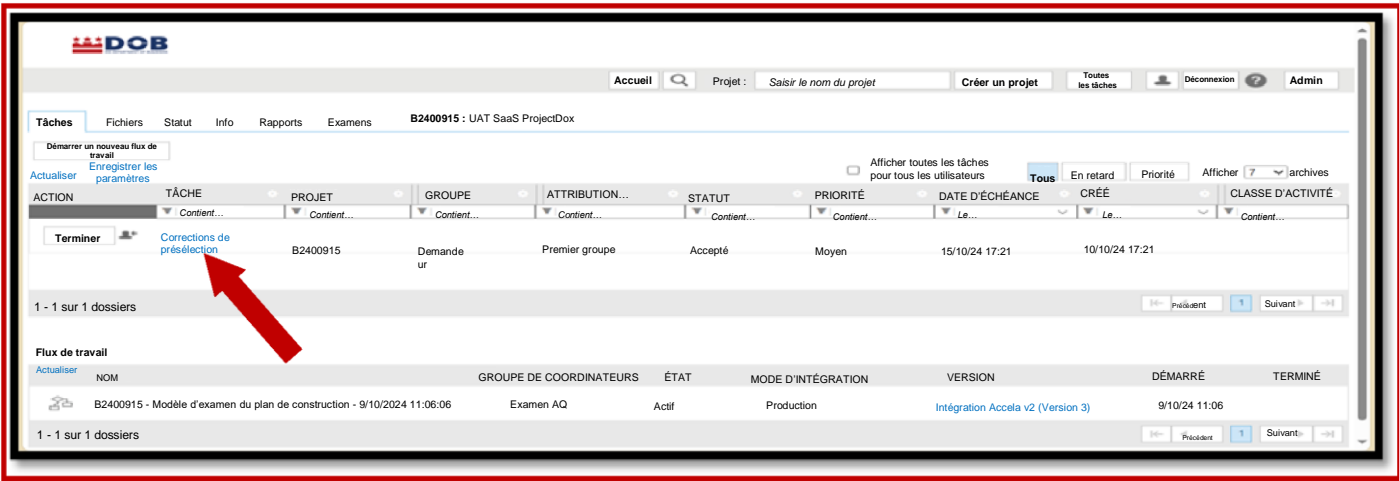 DOB
Accueil Projet : Saisir le nom du projet Créer un projet Toutes les tâches Déconnexion Admin
Tâches Fichiers Statut Info Rapports Examens B2400915 : UAT SaaS ProjectDox
Démarrer un nouveau flux de travail
Actualiser Enregistrer les paramètres Afficher toutes les tâches pour tous les utilisateurs Tous En retard Priorité Afficher 7 archives
ACTION TÂCHE PROJET GROUPE ATTRIBUTION... STATUT PRIORITÉ DATE D'ÉCHÉANCE CRÉÉ CLASSE D'ACTIVITÉ
Contient... Contient... Contient... Contient... Contient... Contient... Le... Le... Contient...
Terminer Corrections de présélection B2400915 Demande ur Premier groupe Accepté Moyen 15/10/24 17:21 10/10/24 17:21
1 - 1 sur 1 dossiers Précédent 1 Suivant
Flux de travail
Actualiser NOM GROUPE DE COORDINATEURS ÉTAT MODE D'INTÉGRATION VERSION DÉMARRÉ TERMINÉ
B2400915 - Modèle d'examen du plan de construction - 9/10/2024 11:06:06 Examen AQ Actif Production Intégration Accela v2 (Version 3) 9/10/24 11:06
1 - 1 sur 1 dossiers Précédent 1 Suivant